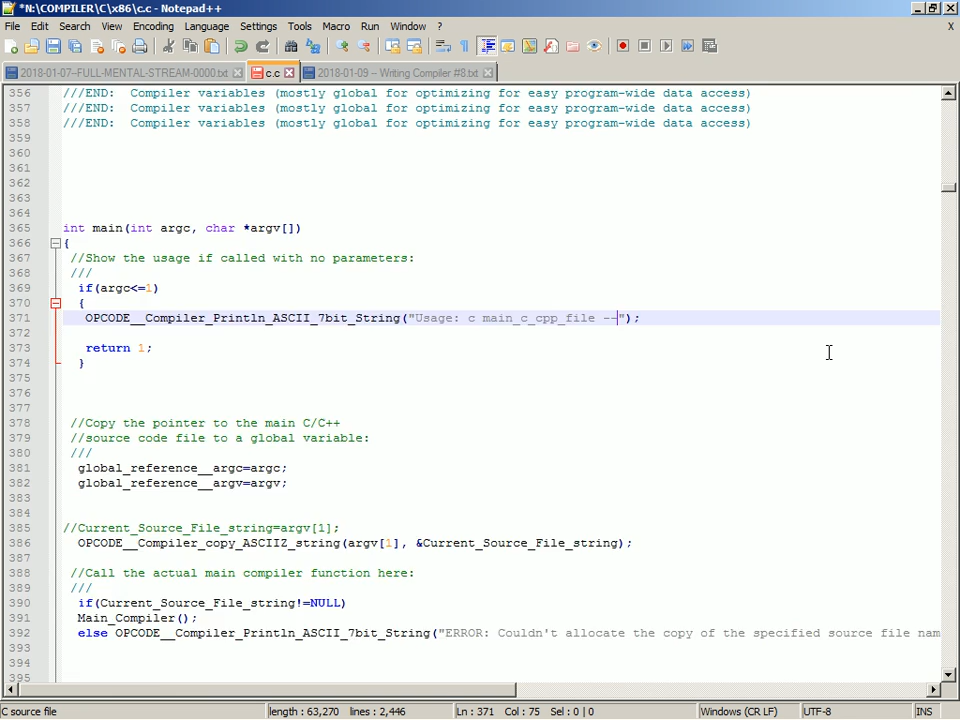 *N:\COMPILER\C\x86\c.c - Notepad++
File Edit Search View Encoding Language Settings Tools Macro Run Window ? X
2018-01-07--FULL-MENTAL-STREAM-0000.txt c.c 2018-01-09 -- Writing Compiler #8.txt
356 ///END: Compiler variables (mostly global for optimizing for easy program-wide data access)
357 ///END: Compiler variables (mostly global for optimizing for easy program-wide data access)
358 ///END: Compiler variables (mostly global for optimizing for easy program-wide data access)
359
360
361
362
363
364
365 int main(int argc, char *argv[])
366 {
367 //Show the usage if called with no parameters:
368 ///
369 if(argc<=1)
370 {
371 OPCODE__Compiler_Println_ASCII_7bit_String("Usage: c main_c_cpp_file --");
372
373 return 1;
374 }
375
376
377
378 //Copy the pointer to the main C/C++
379 //source code file to a global variable:
380 ///
381 global_reference__argc=argc;
382 global_reference__argv=argv;
383
384
385 //Current_Source_File_string=argv[1];
386 OPCODE__Compiler_copy_ASCIIZ_string(argv[1], &Current_Source_File_string);
387
388 //Call the actual main compiler function here:
389 ///
390 if(Current_Source_File_string!=NULL)
391 Main_Compiler();
392 else OPCODE__Compiler_Println_ASCII_7bit_String("ERROR: Couldn't allocate the copy of the specified source file nam
393
394
395
C source file length : 63,270 lines : 2,446 Ln : 371 Col : 75 Sel : 0 | 0 Windows (CR LF) UTF-8 INS